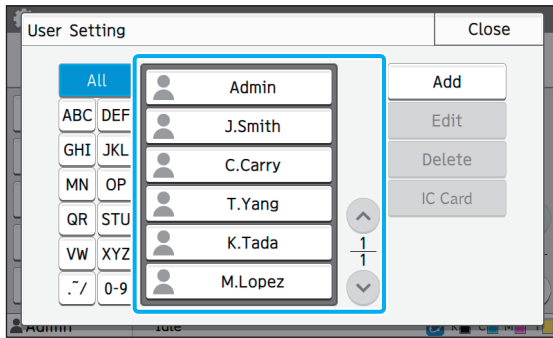 User Setting
Close
All
ABC DEF
GHI JKL
MN OP
QR STU
VW XYZ
.~/ 0-9
Admin
J.Smith
C.Carry
T.Yang
K.Tada
M.Lopez
1
1
Add
Edit
Delete
IC Card
Admin
Idle
K C M Y